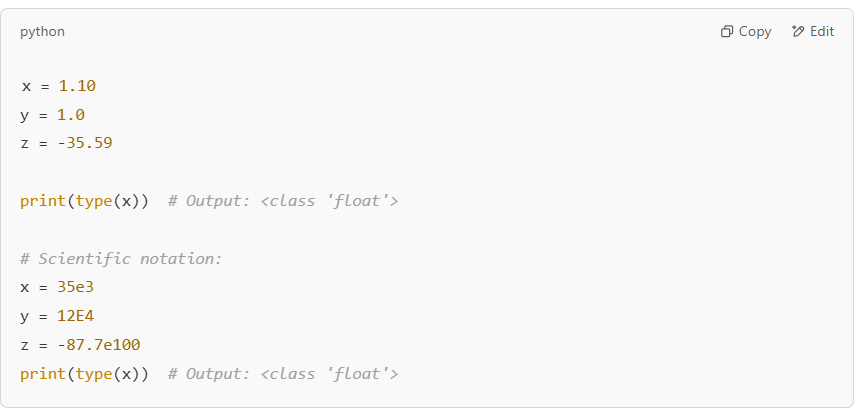 python Copy Edit
x = 1.10
y = 1.0
z = -35.59
print(type(x))  # Output: <class 'float'>
# Scientific notation:
x = 35e3
y = 12E4
z = -87.7e100
print(type(x))  # Output: <class 'float'>